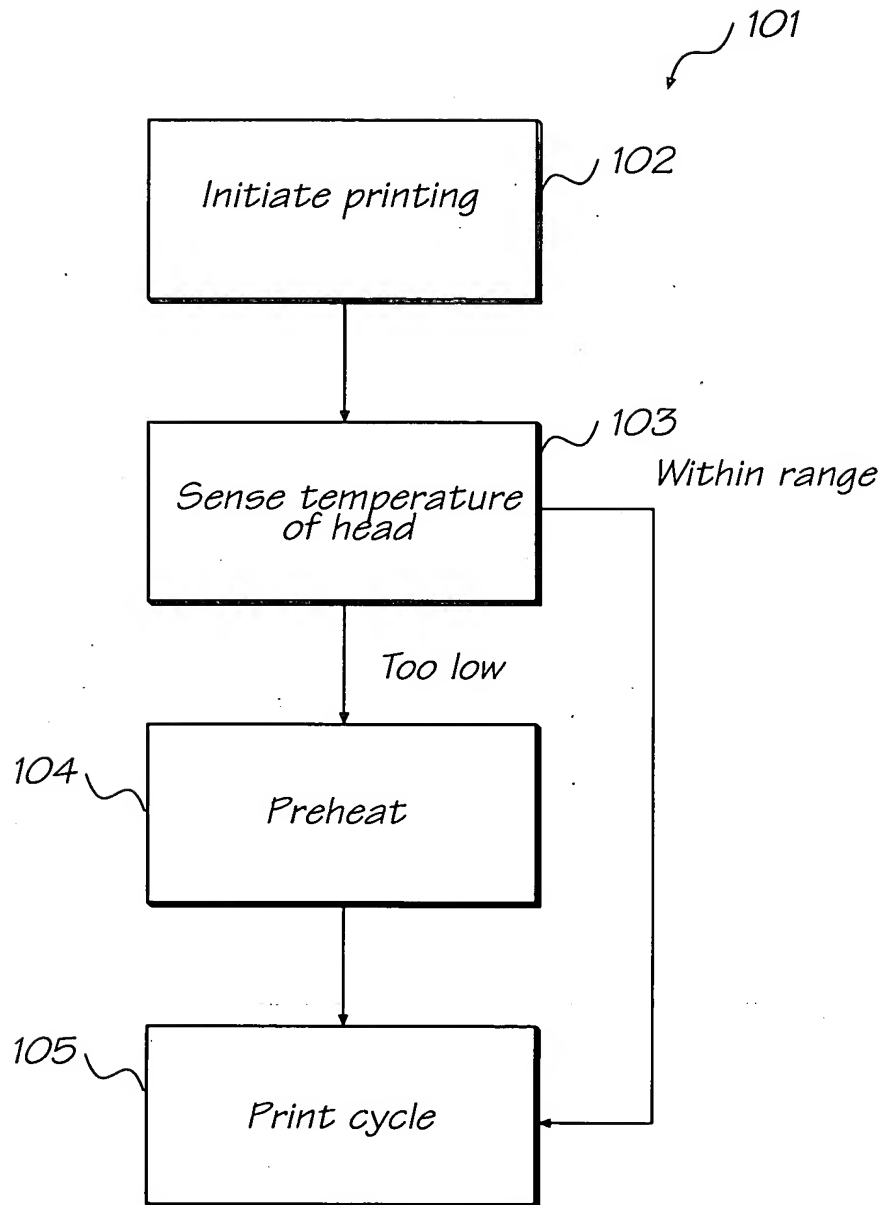 101
Initiate printing
102
103
Within range
Sense temperature
of head
Too low
104
Preheat
105
Print cycle